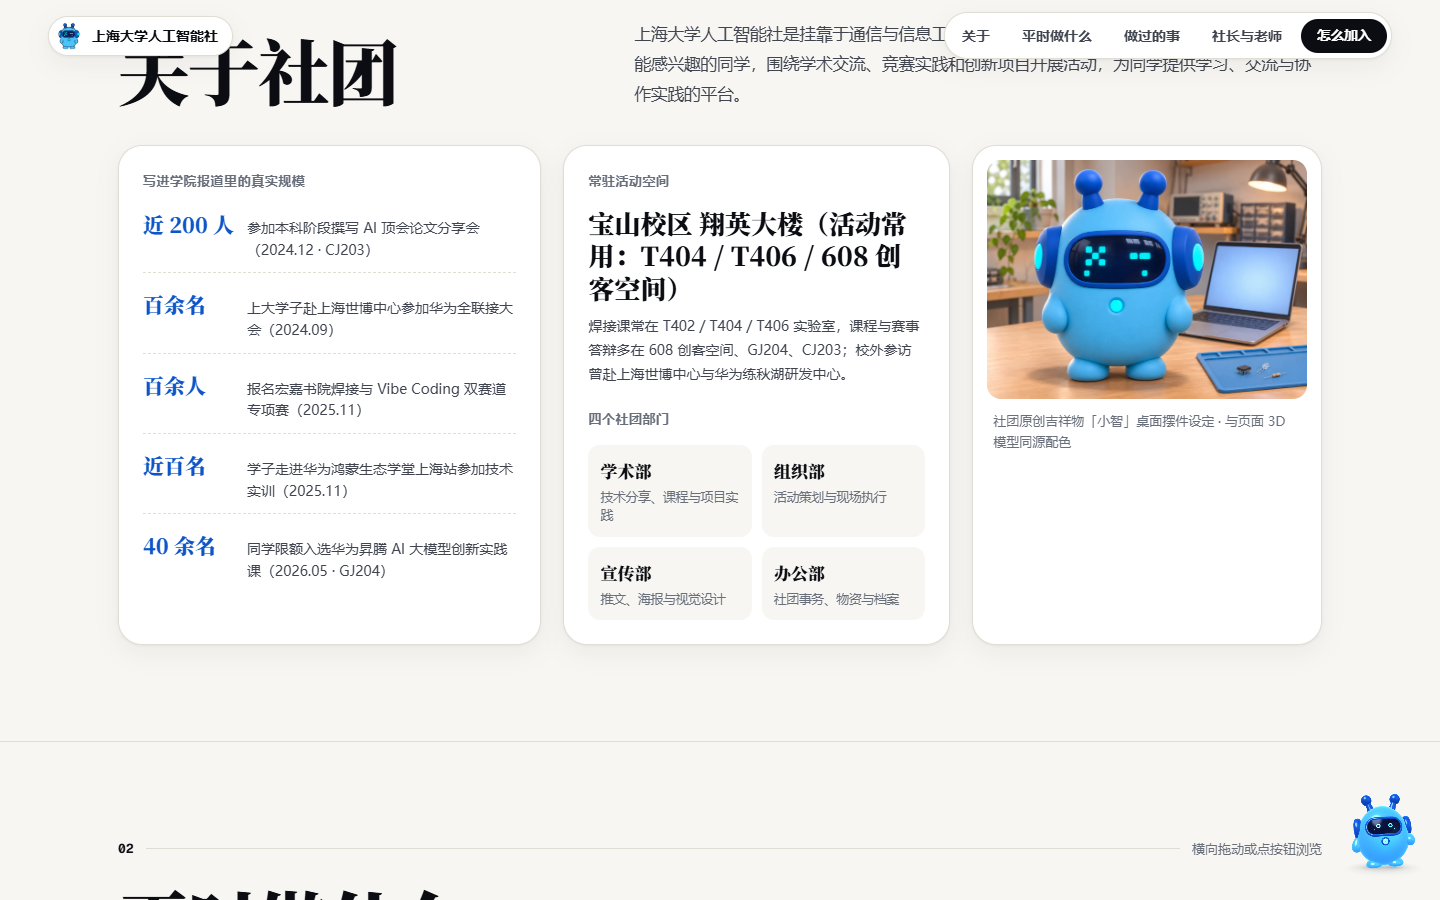 上海大学人工智能社
关于
平时做什么
做过的事
社长与老师
怎么加入
关于社团
上海大学人工智能社是挂靠于通信与信息工
能感兴趣的同学，围绕学术交流、竞赛实践和创新项目开展活动，为同学提供学习、交流与协
作实践的平台。
写进学院报道里的真实规模
近 200 人
参加本科阶段撰写 AI 顶会论文分享会
（2024.12 · CJ203）
百余名
上大学子赴上海世博中心参加华为全联接大
会（2024.09）
百余人
报名宏嘉书院焊接与 Vibe Coding 双赛道
专项赛（2025.11）
近百名
学子走进华为鸿蒙生态学堂上海站参加技术
实训（2025.11）
40 余名
同学限额入选华为昇腾 AI 大模型创新实践
课（2026.05 · GJ204）
常驻活动空间
宝山校区 翔英大楼（活动常
用：T404 / T406 / 608 创
客空间）
焊接课常在 T402 / T404 / T406 实验室，课程与赛事
答辩多在 608 创客空间、GJ204、CJ203；校外参访
曾赴上海世博中心与华为练秋湖研发中心。
四个社团部门
学术部
技术分享、课程与项目实
践
组织部
活动策划与现场执行
宣传部
推文、海报与视觉设计
办公部
社团事务、物资与档案
社团原创吉祥物「小智」桌面摆件设定 · 与页面 3D
模型同源配色
02
横向拖动或点按钮浏览
平时做什么